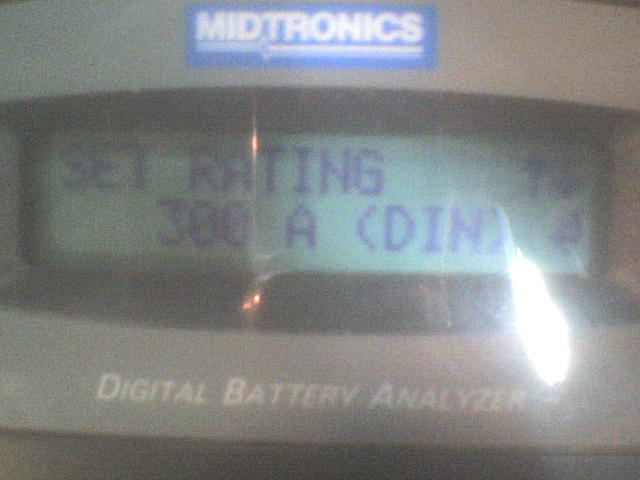 MIDTRONICS
SET RATING ↑↓
300 A (DIN) ↵
DIGITAL BATTERY ANALYZER